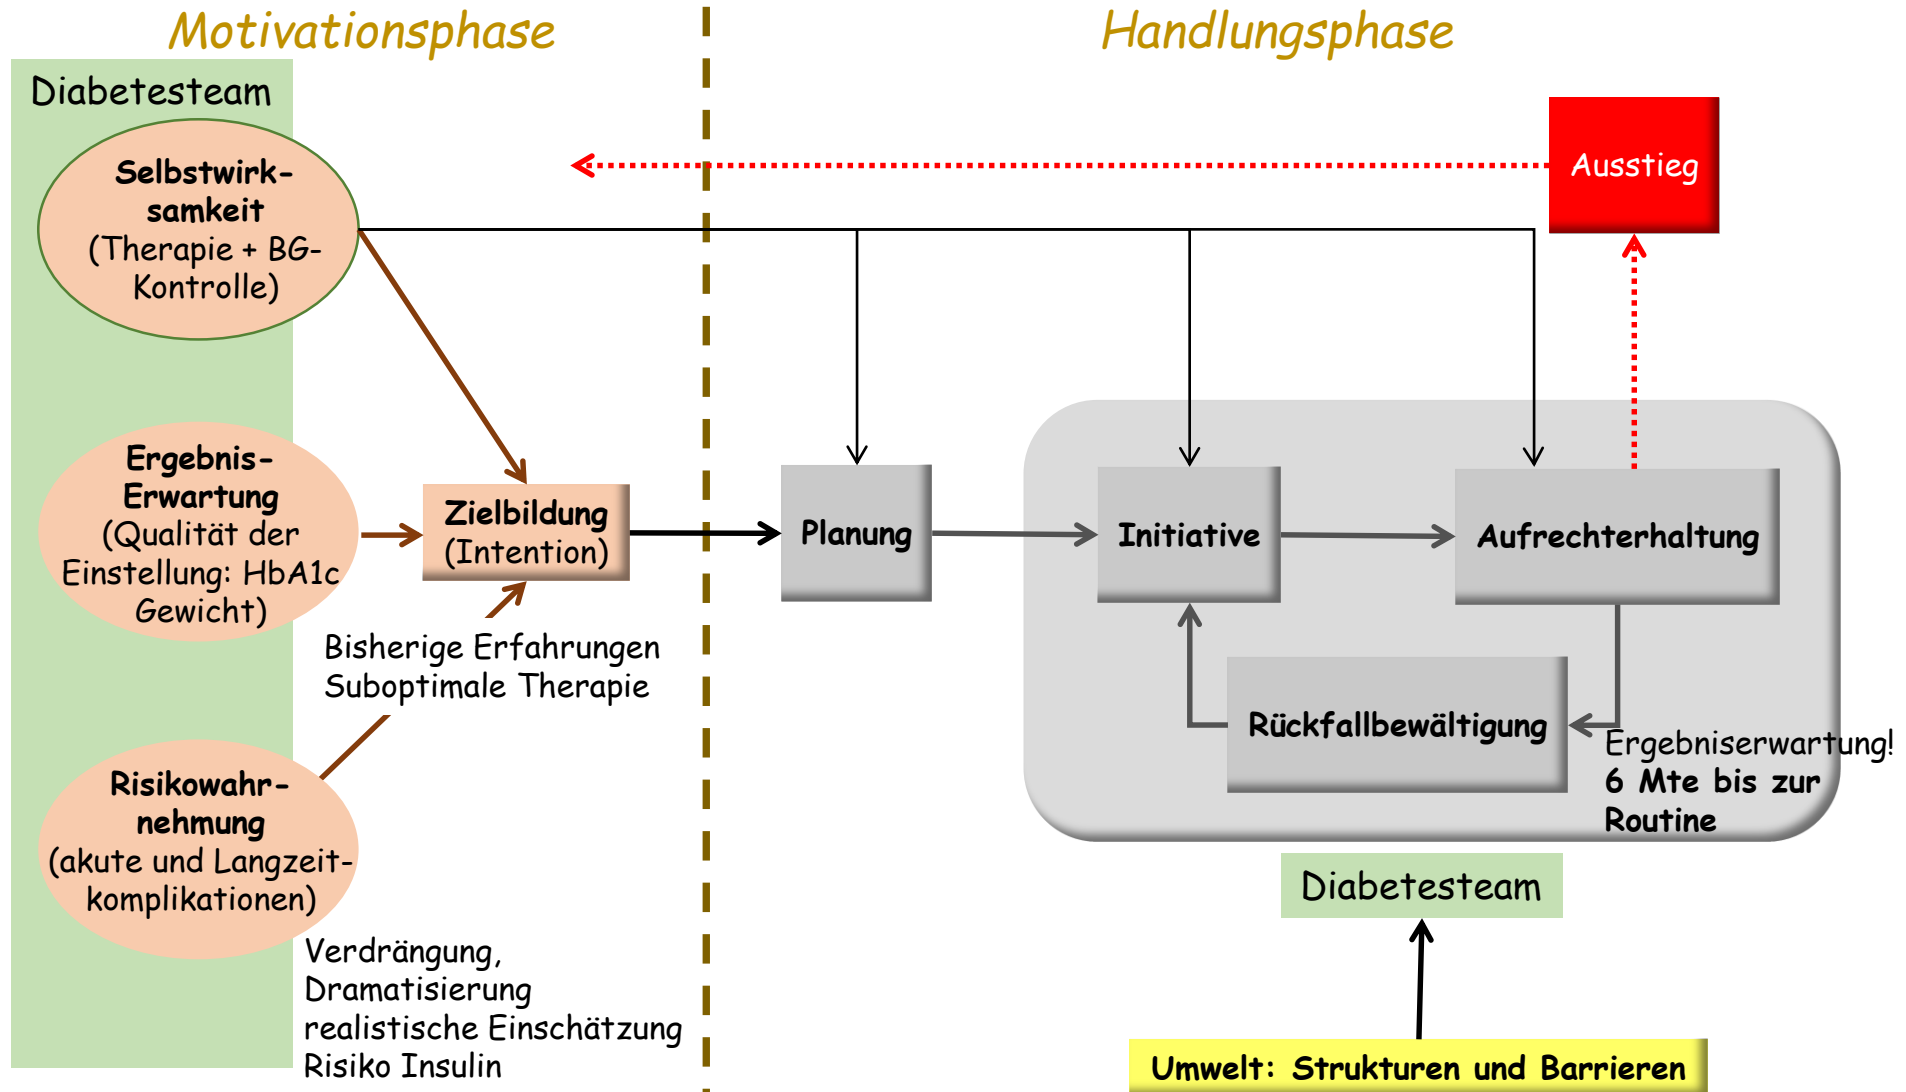 Motivationsphase
Handlungsphase
Diabetesteam
Selbstwirk-
samkeit
(Therapie + BG-
Kontrolle)
Ausstieg
Ergebnis-
Erwartung
(Qualität der
Einstellung: HbA1c
Gewicht)
Zielbildung
(Intention)
Planung
Initiative
Aufrechterhaltung
Bisherige Erfahrungen
Suboptimale Therapie
Rückfallbewältigung
Ergebniserwartung!
6 Mte bis zur
Routine
Risikowahr-
nehmung
(akute und Langzeit-
komplikationen)
Verdrängung,
Dramatisierung
realistische Einschätzung
Risiko Insulin
Diabetesteam
Umwelt: Strukturen und Barrieren